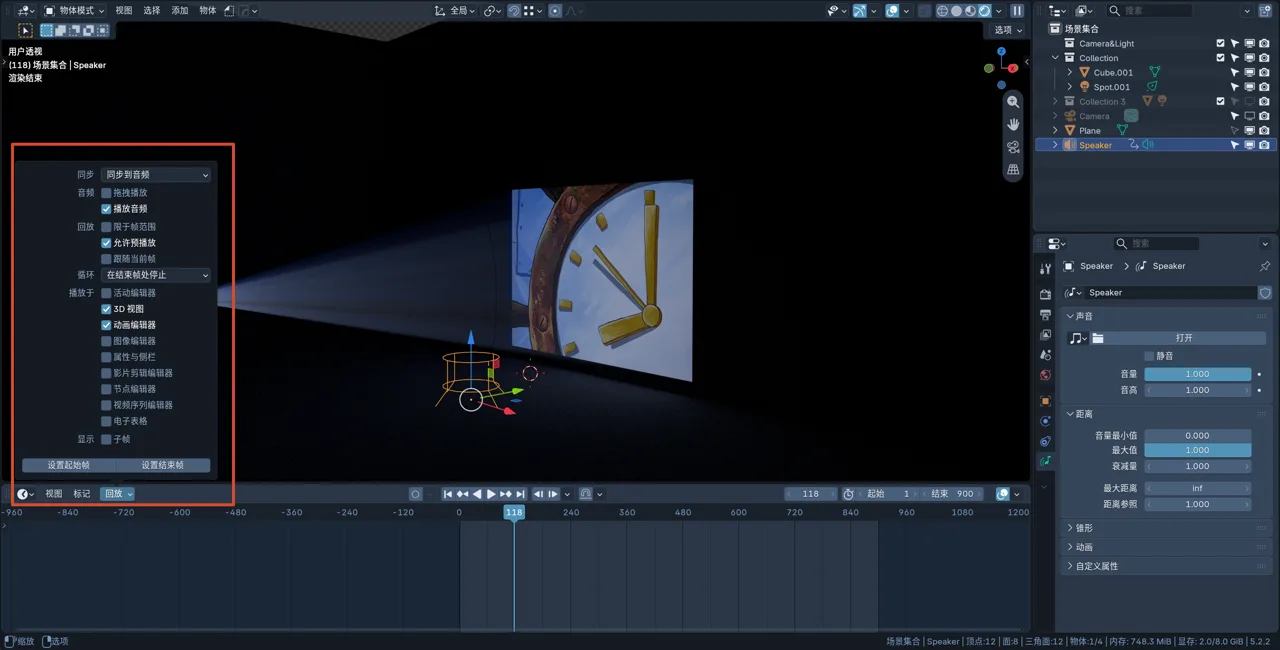 物体模式 视图 选择 添加 物体
全局
选项
用户透视
(118) 场景集合 | Speaker
渲染结束
同步 同步到音频
音频 拖拽播放
播放音频
回放 限于帧范围
允许预播放
跟随当前帧
循环 在结束帧处停止
播放于 活动编辑器
3D 视图
动画编辑器
图像编辑器
属性与侧栏
影片剪辑编辑器
节点编辑器
视频序列编辑器
电子表格
显示 子帧
设置起始帧 设置结束帧
视图 标记 回放
118 起始 1 结束 900
-960 -840 -720 -600 -480 -360 -240 -120 0 118 240 360 480 600 720 840 960 1080 1200
搜索
场景集合
Camera&Light
Collection
Cube.001
Spot.001
Collection 3
Camera
Plane
Speaker
搜索
Speaker Speaker
Speaker
声音
打开
静音
音量 1.000
音高 1.000
距离
音量最小值 0.000
最大值 1.000
衰减量 1.000
最大距离 inf
距离参照 1.000
锥形
动画
自定义属性
缩放 选项
场景集合 | Speaker | 顶点:12 | 面:8 | 三角面:12 | 物体:1/4 | 内存: 748.3 MiB | 显存: 2.0/8.0 GiB | 5.2.2